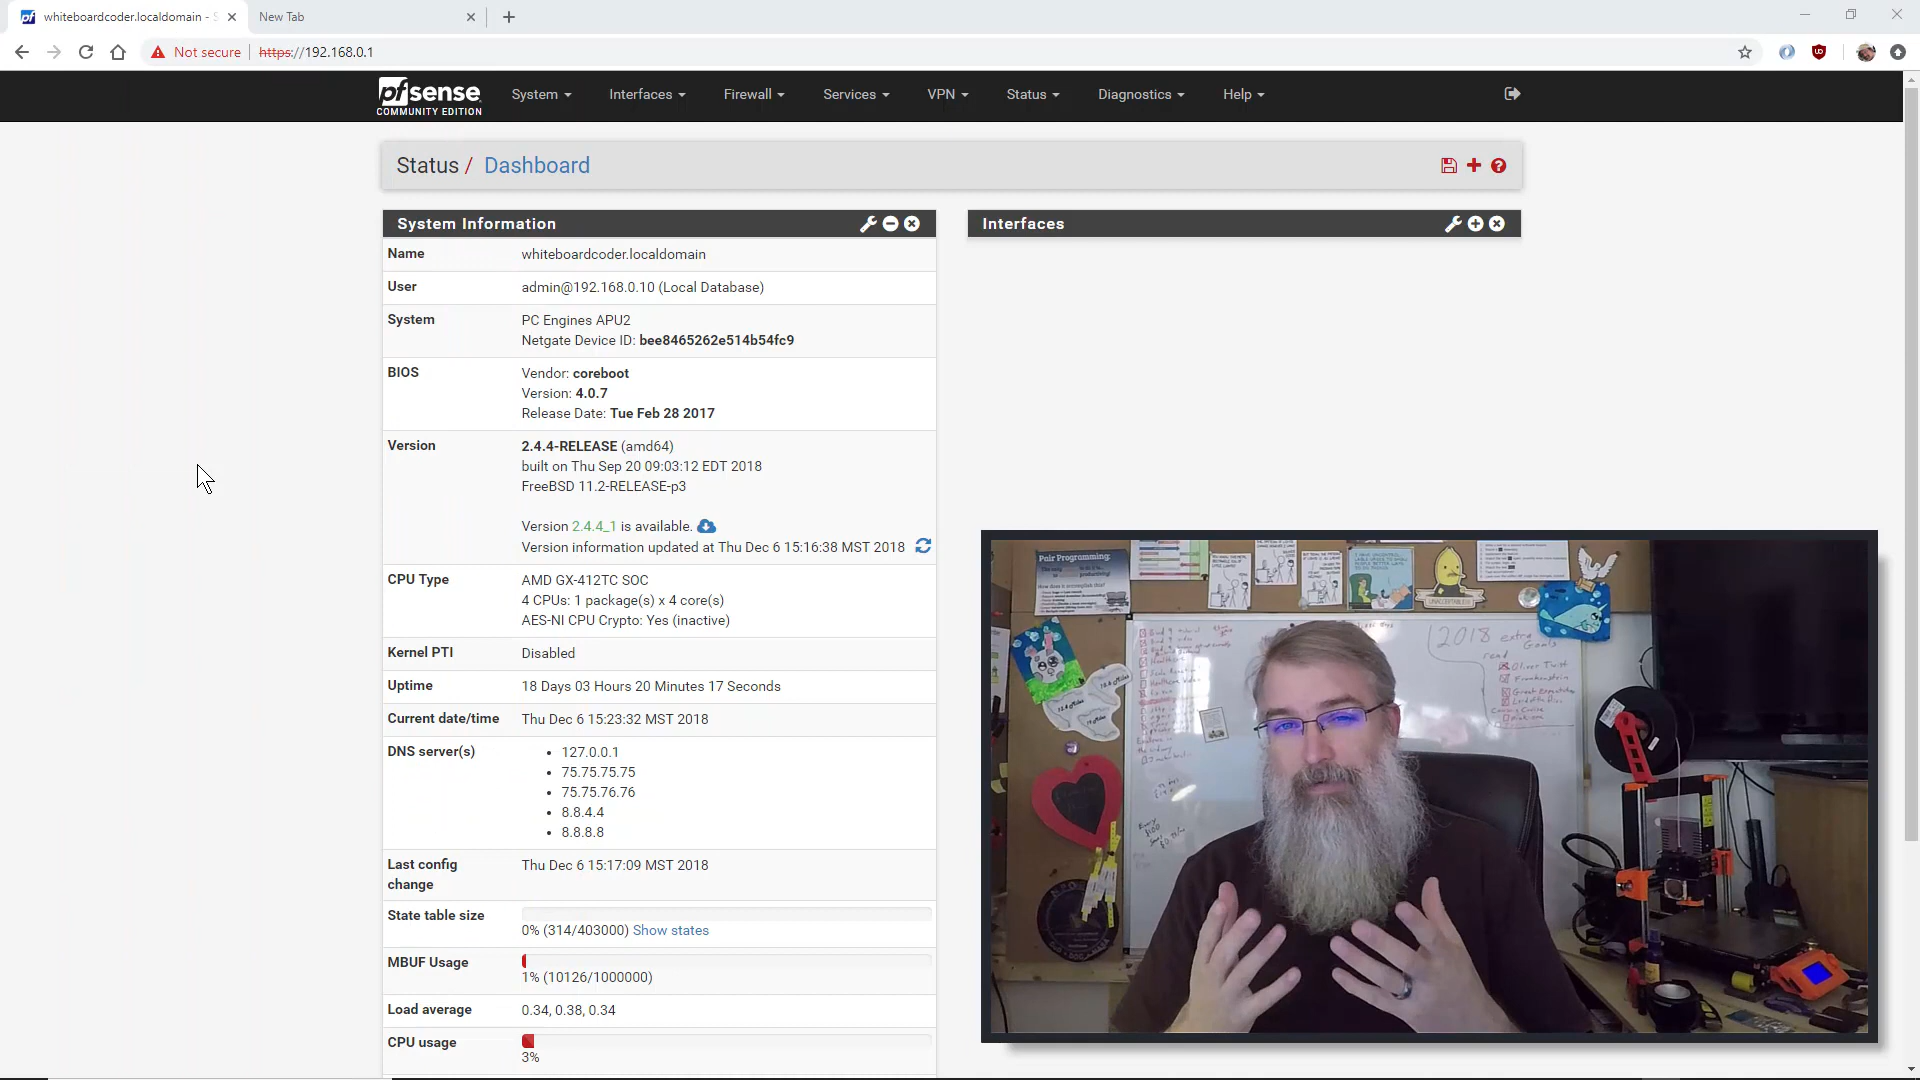 whiteboardcoder.localdomain - S
New Tab
Not secure
https://192.168.0.1
pfsense
COMMUNITY EDITION
System
Interfaces
Firewall
Services
VPN
Status
Diagnostics
Help
Status / Dashboard
System Information
Name
whiteboardcoder.localdomain
User
admin@192.168.0.10 (Local Database)
System
PC Engines APU2
Netgate Device ID: bee8465262e514b54fc9
BIOS
Vendor: coreboot
Version: 4.0.7
Release Date: Tue Feb 28 2017
Version
2.4.4-RELEASE (amd64)
built on Thu Sep 20 09:03:12 EDT 2018
FreeBSD 11.2-RELEASE-p3
Version 2.4.4_1 is available.
Version information updated at Thu Dec 6 15:16:38 MST 2018
CPU Type
AMD GX-412TC SOC
4 CPUs: 1 package(s) x 4 core(s)
AES-NI CPU Crypto: Yes (inactive)
Kernel PTI
Disabled
Uptime
18 Days 03 Hours 20 Minutes 17 Seconds
Current date/time
Thu Dec 6 15:23:32 MST 2018
DNS server(s)
127.0.0.1
75.75.75.75
75.75.76.76
8.8.4.4
8.8.8.8
Last config
change
Thu Dec 6 15:17:09 MST 2018
State table size
0% (314/403000) Show states
MBUF Usage
1% (10126/1000000)
Load average
0.34, 0.38, 0.34
CPU usage
3%
Interfaces
Pair Programming:
UNACCEPTABLE
2018 extra
Goals
read
Oliver Twist
Frankenstein
Great Expectations